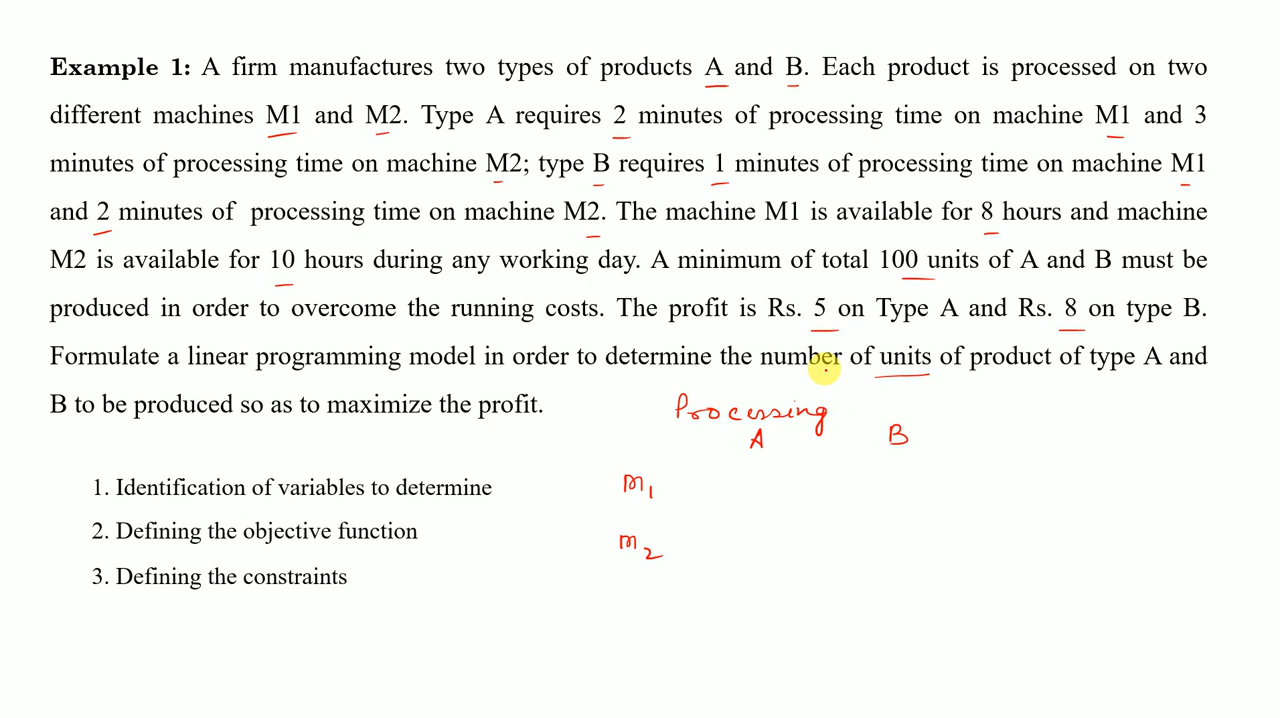 Example 1: A firm manufactures two types of products A and B. Each product is processed on two
different machines M1 and M2. Type A requires 2 minutes of processing time on machine M1 and 3
minutes of processing time on machine M2; type B requires 1 minutes of processing time on machine M1
and 2 minutes of processing time on machine M2. The machine M1 is available for 8 hours and machine
M2 is available for 10 hours during any working day. A minimum of total 100 units of A and B must be
produced in order to overcome the running costs. The profit is Rs. 5 on Type A and Rs. 8 on type B.
Formulate a linear programming model in order to determine the number of units of product of type A and
B to be produced so as to maximize the profit.
Processing
A B
1. Identification of variables to determine
M1
2. Defining the objective function
M2
3. Defining the constraints